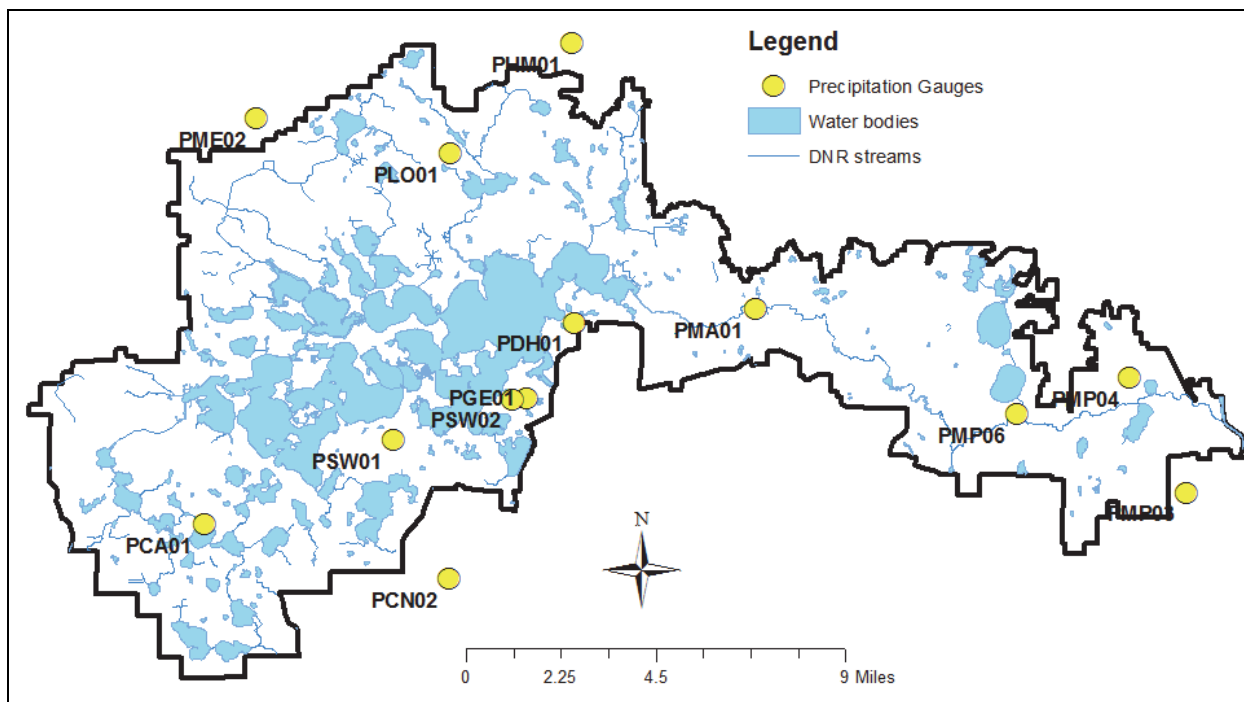 Legend
PHM01
Precipitation Gauges
Water bodies
PME02
DNR streams
PLO01
PDH01
PMA01
PGE01
PMP04
PSW02
PMP06
PSW01
PMP03
N
PCA01
PCN02
0 2.25 4.5 9 Miles